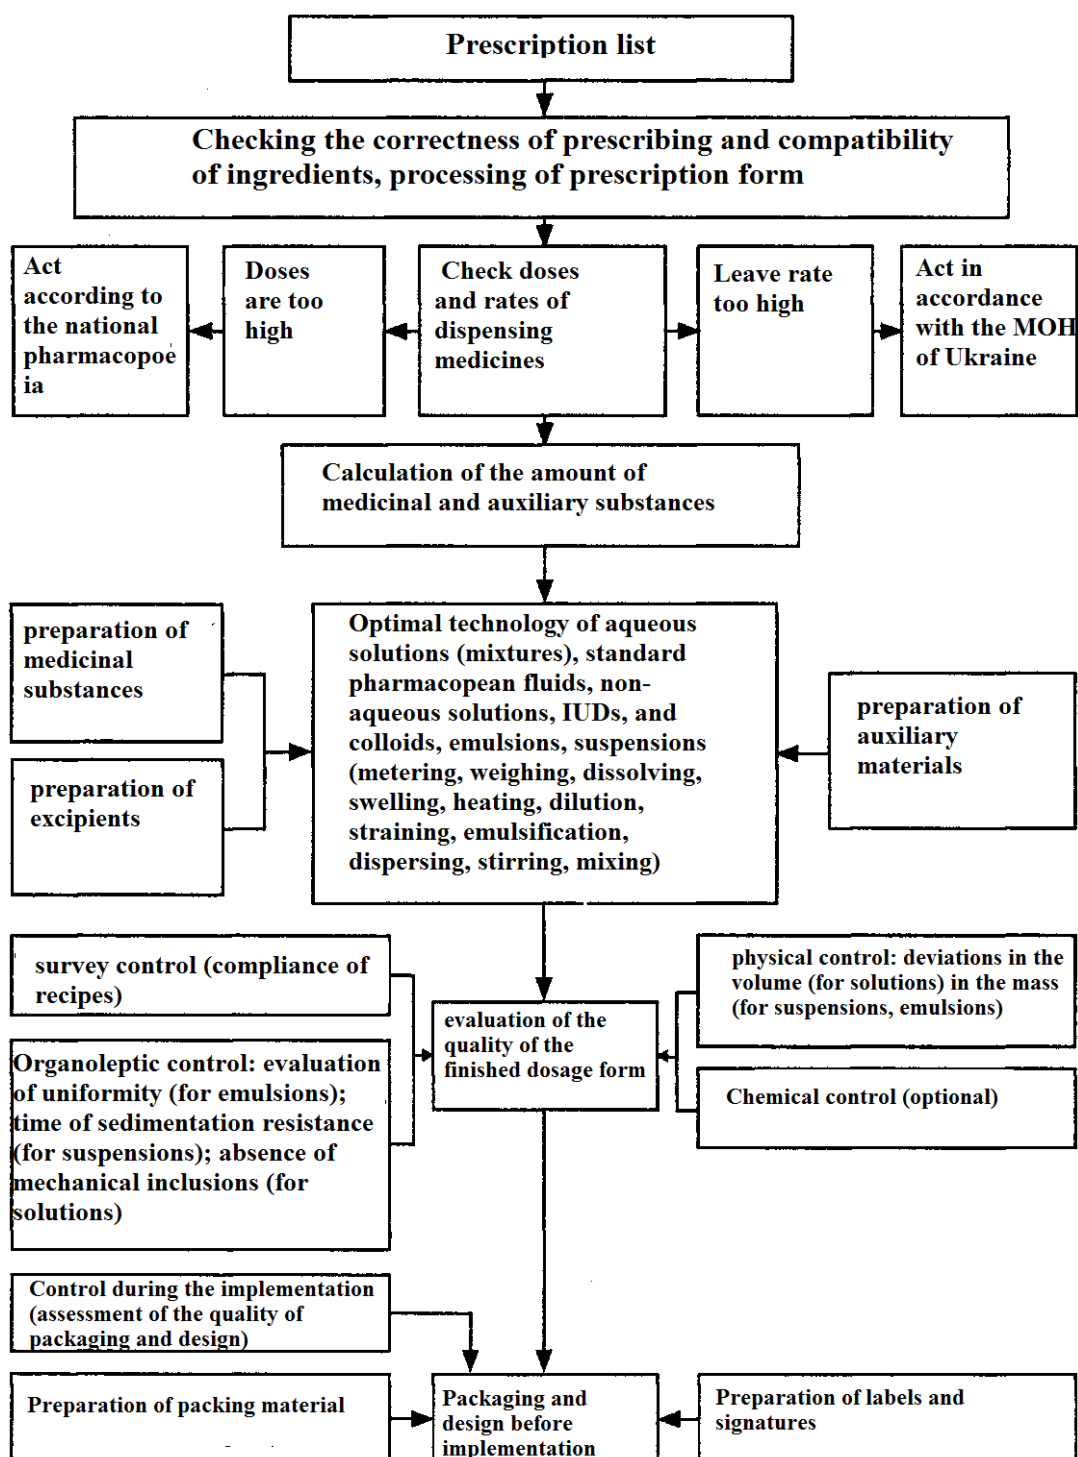 Prescription list
Checking the correctness of prescribing and compatibility
of ingredients, processing of prescription form
Act
according to
the national
pharmacopoe
ia
Doses
are too
high
Check doses
and rates of
dispensing
medicines
Leave rate
too high
Act in
accordance
with the MOH
of Ukraine
Calculation of the amount of
medicinal and auxiliary substances
preparation of
medicinal
substances
preparation of
excipients
Optimal technology of aqueous
solutions (mixtures), standard
pharmacopean fluids, non-
aqueous solutions, IUDs, and
colloids, emulsions, suspensions
(metering, weighing, dissolving,
swelling, heating, dilution,
straining, emulsification,
dispersing, stirring, mixing)
preparation of
auxiliary
materials
survey control (compliance of
recipes)
Organoleptic control: evaluation
of uniformity (for emulsions);
time of sedimentation resistance
(for suspensions); absence of
mechanical inclusions (for
solutions)
evaluation of the
quality of the
finished dosage form
physical control: deviations in the
volume (for solutions) in the mass
(for suspensions, emulsions)
Chemical control (optional)
Control during the implementation
(assessment of the quality of
packaging and design)
Preparation of packing material
Packaging and
design before
implementation
Preparation of labels and
signatures